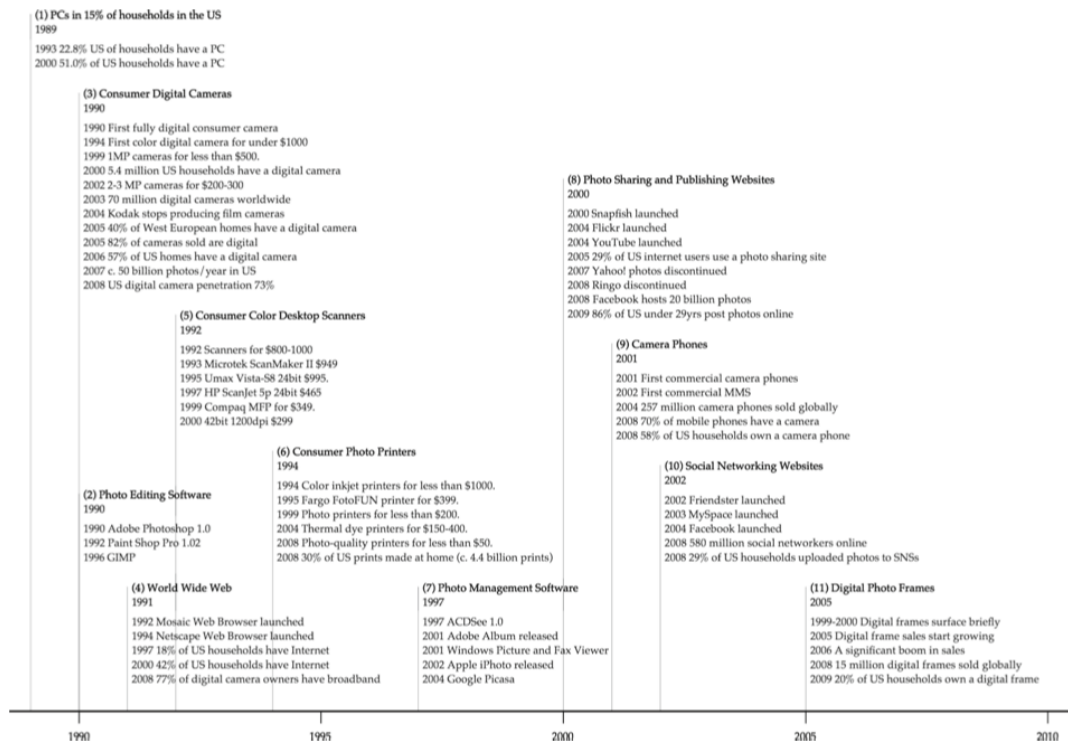 (1) PCs in 15% of households in the US
1989
1993 22.8% US of households have a PC
2000 51.0% of US households have a PC
(3) Consumer Digital Cameras
1990
1990 First fully digital consumer camera
1994 First color digital camera for under $1000
1999 1MP cameras for less than $500.
2000 5.4 million US households have a digital camera
2002 2-3 MP cameras for $200-300
2003 70 million digital cameras worldwide
2004 Kodak stops producing film cameras
2005 40% of West European homes have a digital camera
2005 82% of cameras sold are digital
2006 57% of US homes have a digital camera
2007 c. 50 billion photos/year in US
2008 US digital camera penetration 73%
(8) Photo Sharing and Publishing Websites
2000
2000 Snapfish launched
2004 Flickr launched
2004 YouTube launched
2005 29% of US internet users use a photo sharing site
2007 Yahoo! photos discontinued
2008 Ringo discontinued
2008 Facebook hosts 20 billion photos
2009 86% of US under 29yrs post photos online
(5) Consumer Color Desktop Scanners
1992
1992 Scanners for $800-1000
1993 Microtek ScanMaker II $949
1995 Umax Vista-S8 24bit $995.
1997 HP ScanJet 5p 24bit $465
1999 Compaq MFP for $349.
2000 42bit 1200dpi $299
(9) Camera Phones
2001
2001 First commercial camera phones
2002 First commercial MMS
2004 257 million camera phones sold globally
2008 70% of mobile phones have a camera
2008 58% of US households own a camera phone
(6) Consumer Photo Printers
1994
1994 Color inkjet printers for less than $1000.
1995 Fargo FotoFUN printer for $399.
1999 Photo printers for less than $200.
2004 Thermal dye printers for $150-400.
2008 Photo-quality printers for less than $50.
2008 30% of US prints made at home (c. 4.4 billion prints)
(10) Social Networking Websites
2002
2002 Friendster launched
2003 MySpace launched
2004 Facebook launched
2008 580 million social networkers online
2008 29% of US households uploaded photos to SNSs
(2) Photo Editing Software
1990
1990 Adobe Photoshop 1.0
1992 Paint Shop Pro 1.02
1996 GIMP
(4) World Wide Web
1991
1992 Mosaic Web Browser launched
1994 Netscape Web Browser launched
1997 18% of US households have Internet
2000 42% of US households have Internet
2008 77% of digital camera owners have broadband
(7) Photo Management Software
1997
1997 ACDSee 1.0
2001 Adobe Album released
2001 Windows Picture and Fax Viewer
2002 Apple iPhoto released
2004 Google Picasa
(11) Digital Photo Frames
2005
1999-2000 Digital frames surface briefly
2005 Digital frame sales start growing
2006 A significant boom in sales
2008 15 million digital frames sold globally
2009 20% of US households own a digital frame
1990 1995 2000 2005 2010